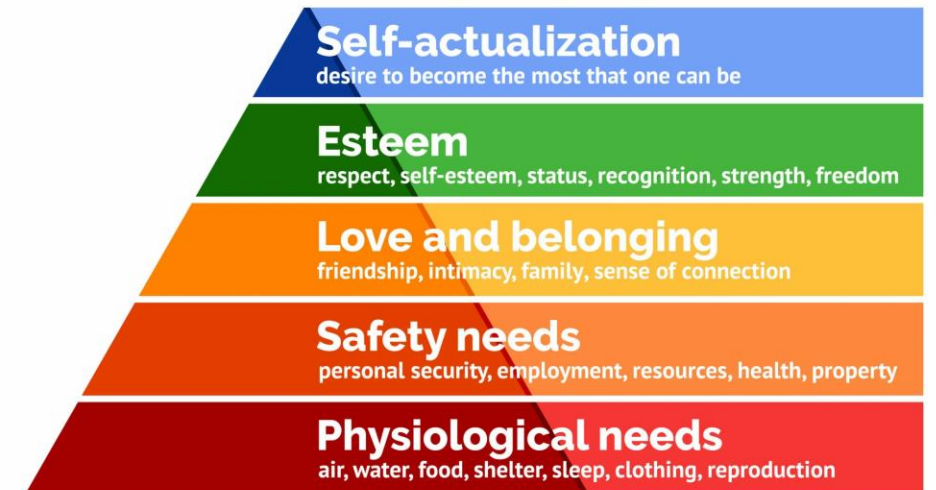 Self-actualization
desire to become the most that one can be
Esteem
respect, self-esteem, status, recognition, strength, freedom
Love and belonging
friendship, intimacy, family, sense of connection
Safety needs
personal security, employment, resources, health, property
Physiological needs
air, water, food, shelter, sleep, clothing, reproduction